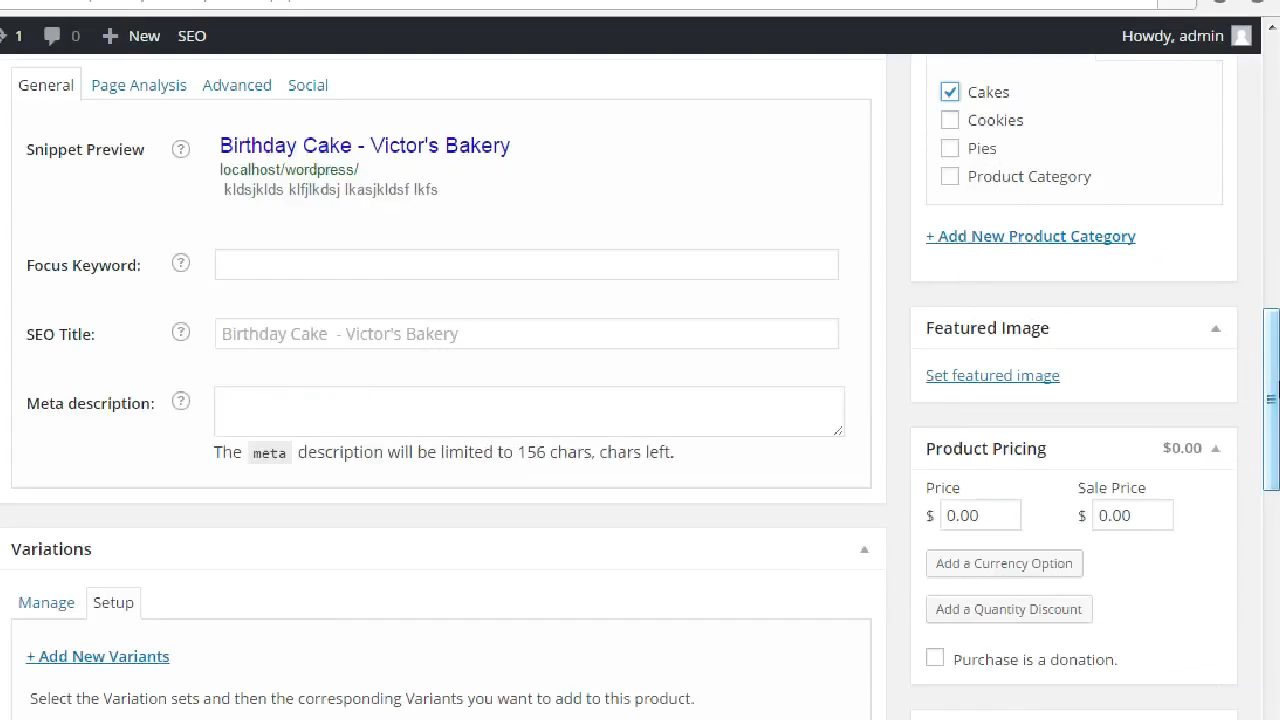 1 0 New SEO Howdy, admin
General Page Analysis Advanced Social
Snippet Preview ? Birthday Cake - Victor's Bakery
localhost/wordpress/
kldsjklds klfjlkdsj lkasjkldsf lkfs
Focus Keyword: ?
SEO Title: ? Birthday Cake - Victor's Bakery
Meta description: ?
The meta description will be limited to 156 chars, chars left.
Variations
Manage Setup
+ Add New Variants
Select the Variation sets and then the corresponding Variants you want to add to this product.
Cakes
Cookies
Pies
Product Category
+ Add New Product Category
Featured Image
Set featured image
Product Pricing $0.00
Price Sale Price
$ 0.00 $ 0.00
Add a Currency Option
Add a Quantity Discount
Purchase is a donation.